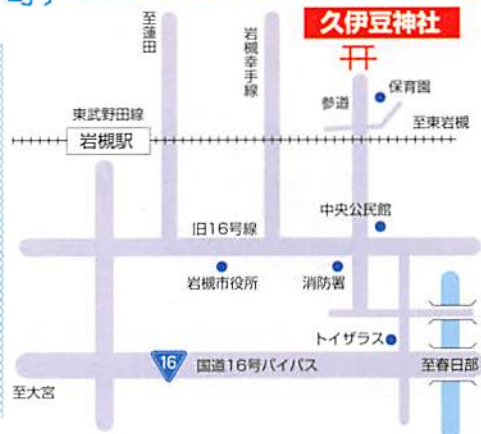 久伊豆神社
至蓮田
岩槻幸手線
保育園
参道
東武野田線
至東岩槻
岩槻駅
中央公民館
旧16号線
岩槻市役所
消防署
トイザラス
16
国道16号バイパス
至春日部
至大宮